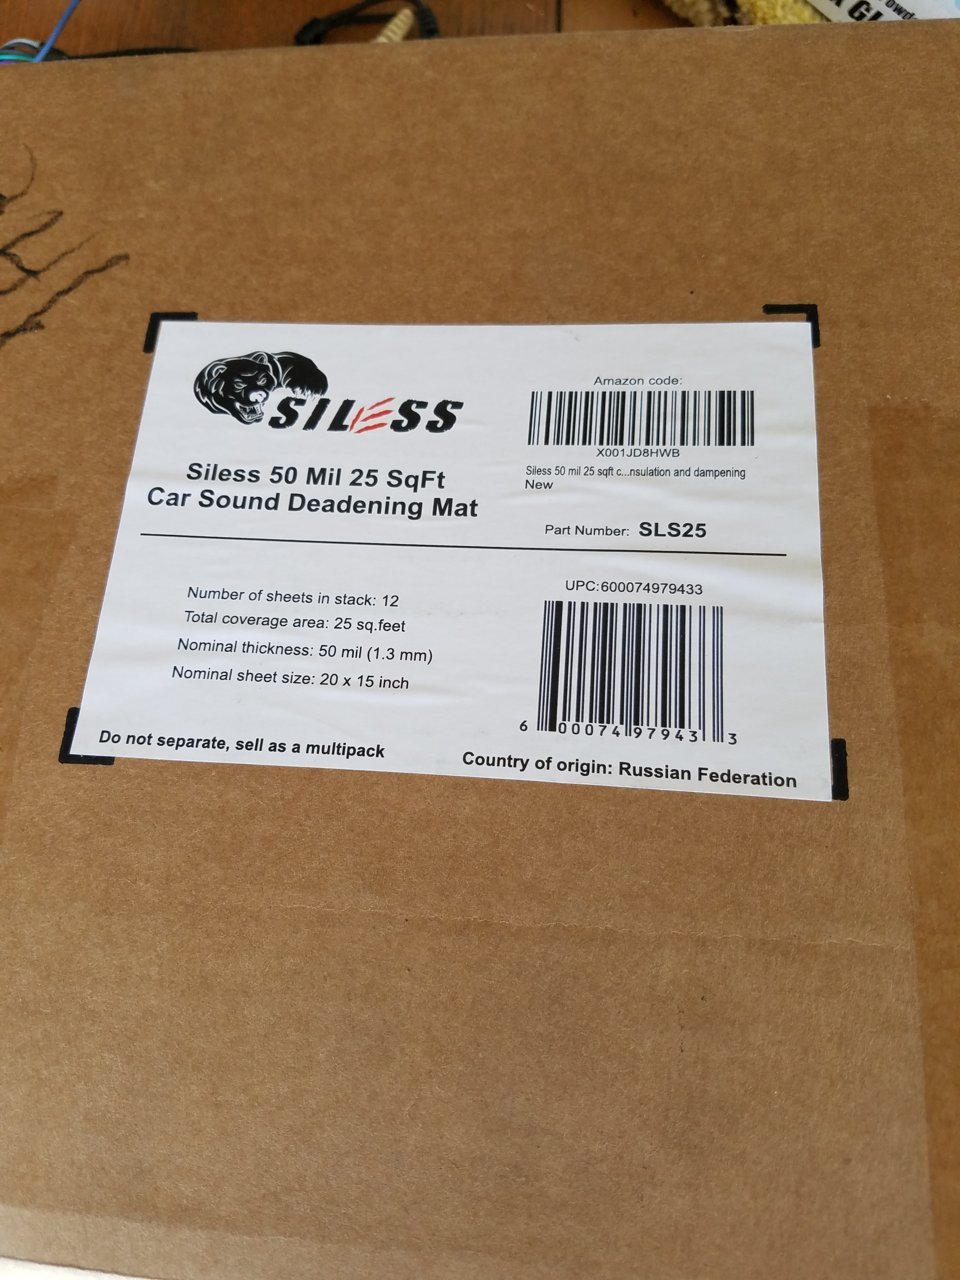 SILESS
Siless 50 Mil 25 SqFt
Car Sound Deadening Mat
Amazon code:
X001JD8HWB
Siless 50 mil 25 sqft c...nsulation and dampening
New
Part Number: SLS25
Number of sheets in stack: 12
Total coverage area: 25 sq.feet
Nominal thickness: 50 mil (1.3 mm)
Nominal sheet size: 20 x 15 inch
UPC:600074979433
6 00074 97943 3
Do not separate, sell as a multipack
Country of origin: Russian Federation